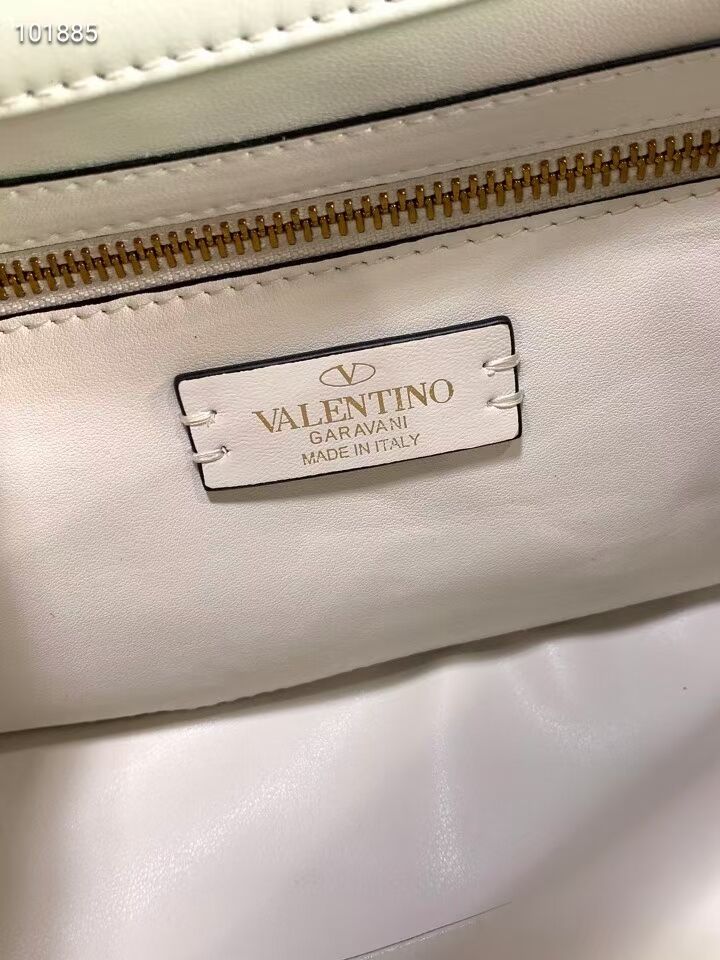 101885
V
VALENTINO
GARAVANI
MADE IN ITALY